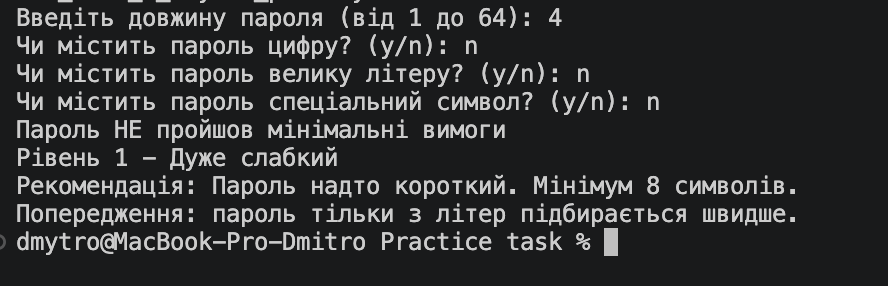 Введіть довжину пароля (від 1 до 64): 4
Чи містить пароль цифру? (y/n): n
Чи містить пароль велику літеру? (y/n): n
Чи містить пароль спеціальний символ? (y/n): n
Пароль НЕ пройшов мінімальні вимоги
Рівень 1 – Дуже слабкий
Рекомендація: Пароль надто короткий. Мінімум 8 символів.
Попередження: пароль тільки з літер підбирається швидше.
dmytro@MacBook-Pro-Dmitro Practice task %